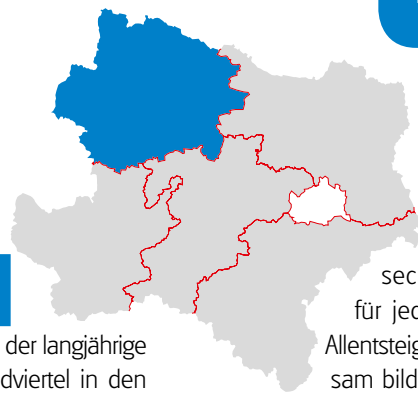 der langjährige
dviertel in den
sec
für jed
Allentsteig
sam bild